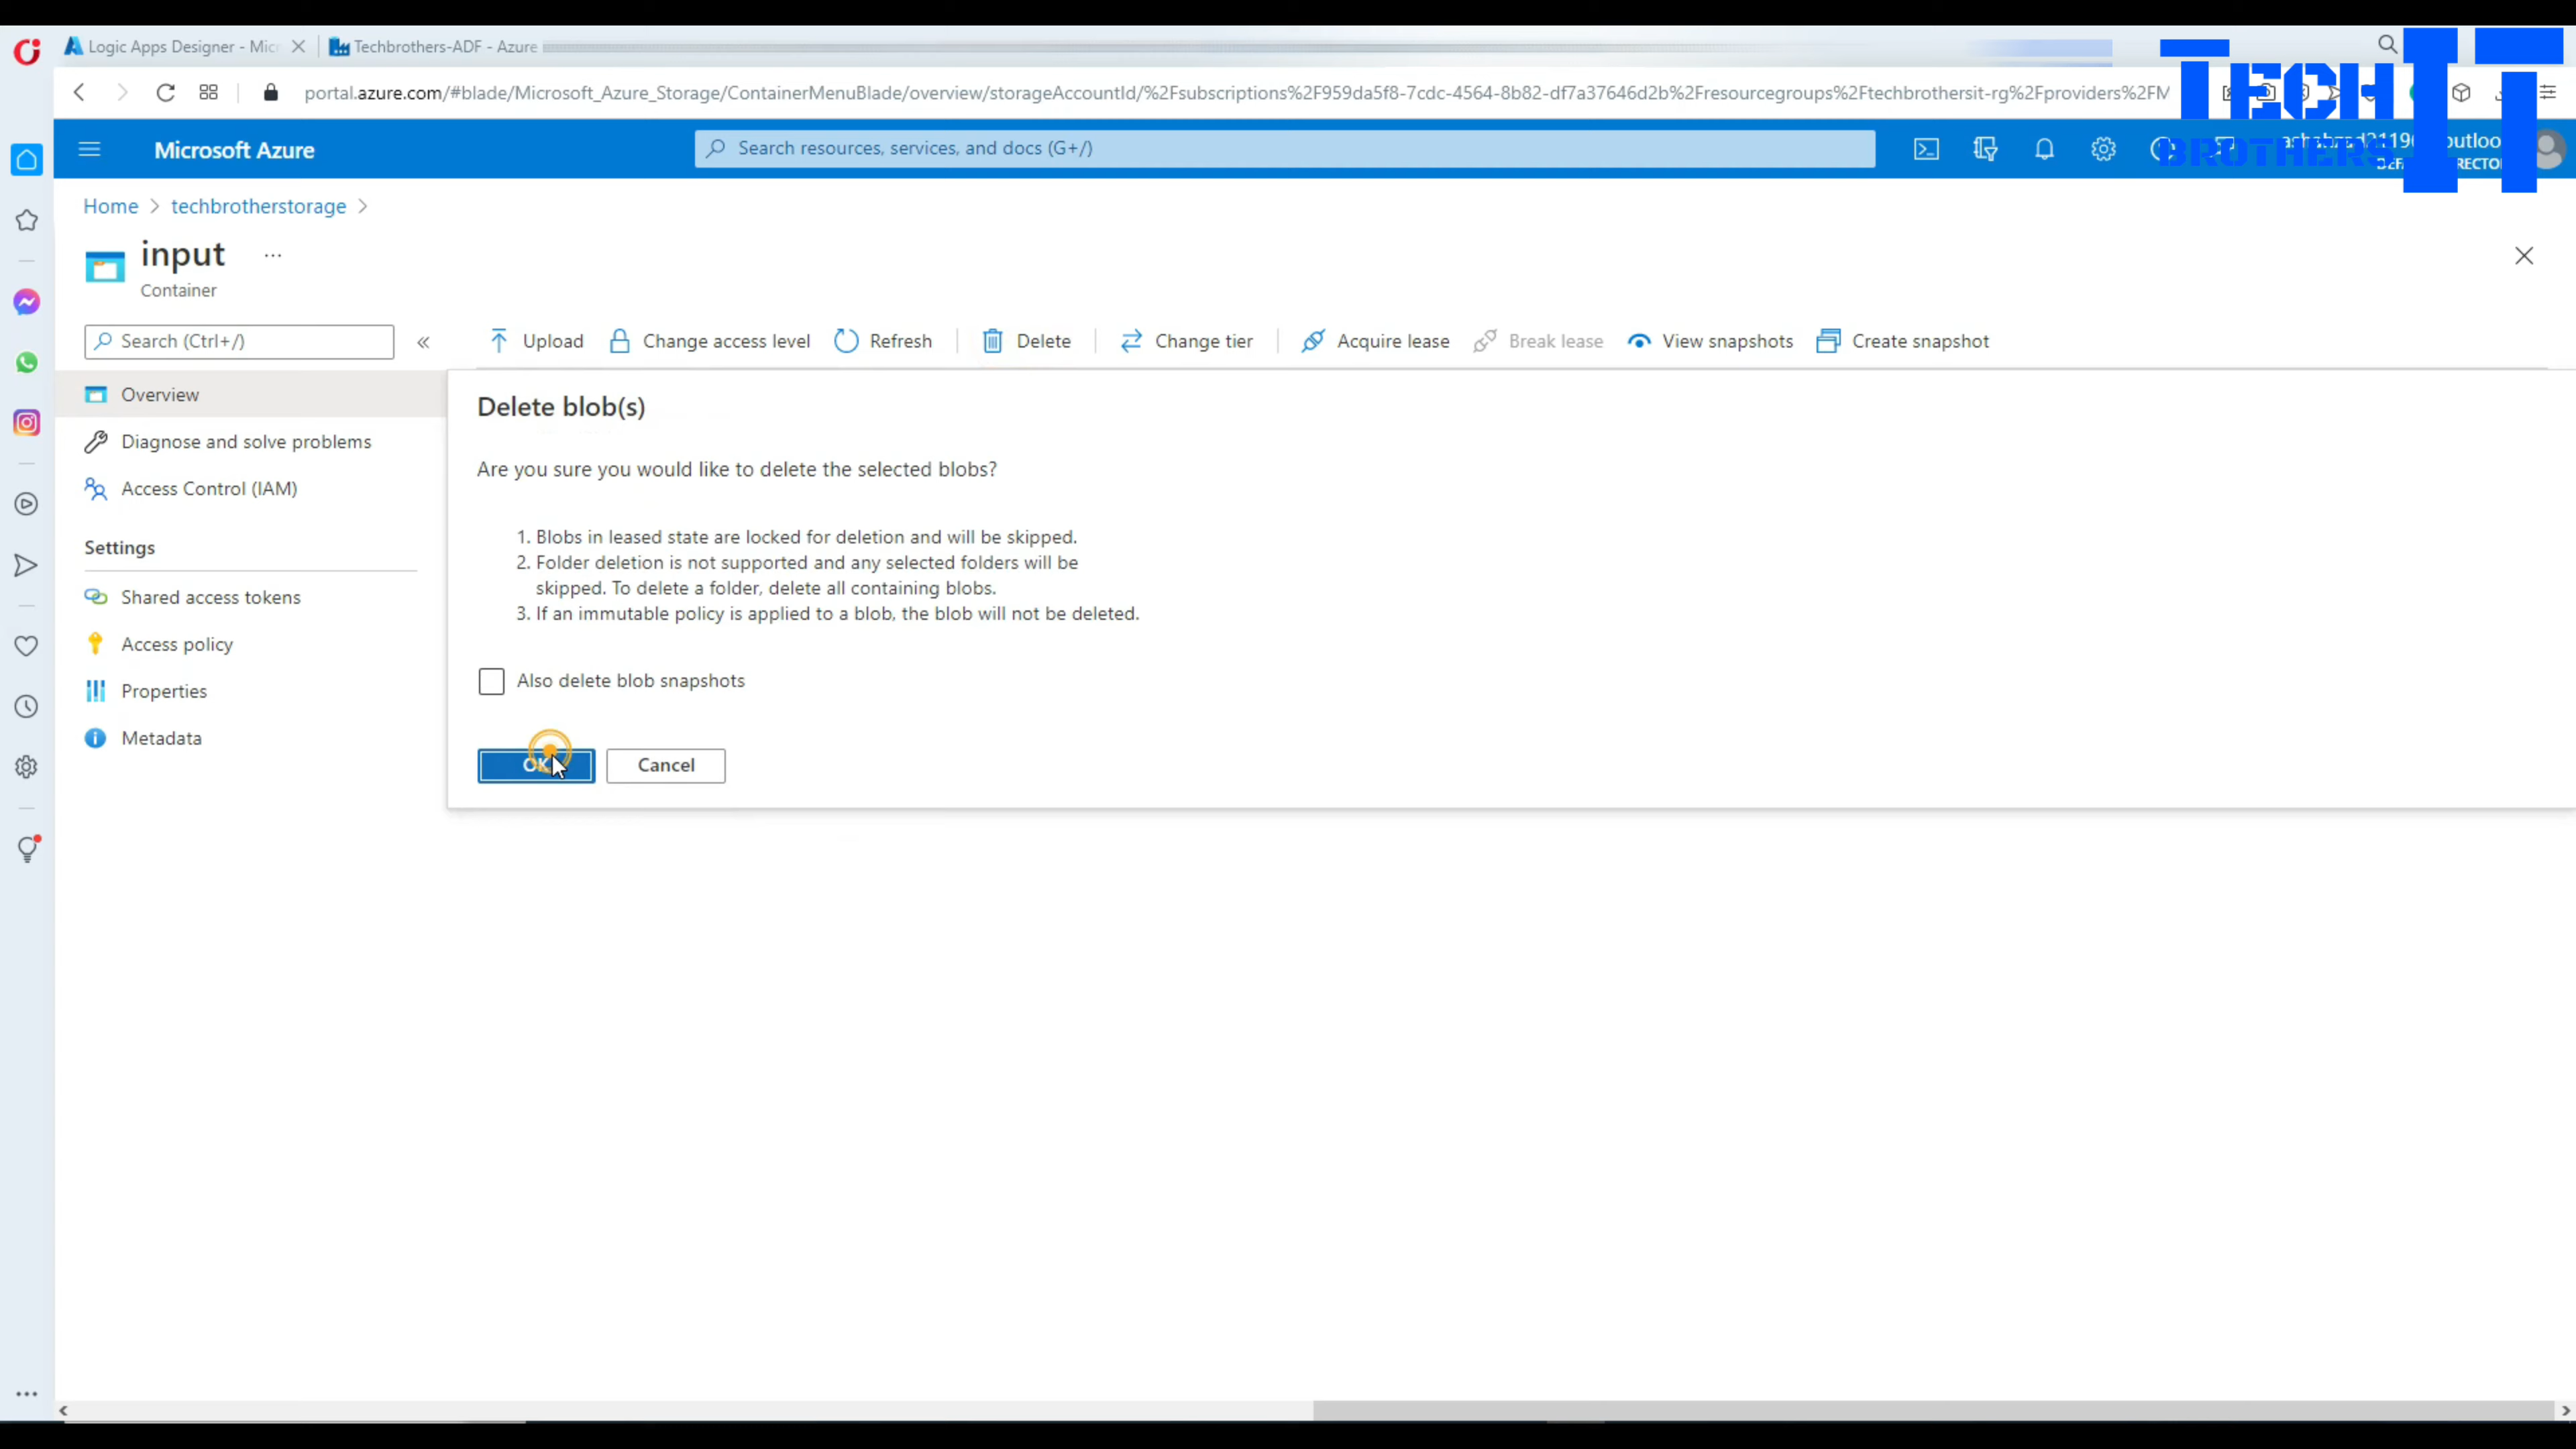 Logic Apps Designer - Mic
Techbrothers-ADF - Azure
portal.azure.com/#blade/Microsoft_Azure_Storage/ContainerMenuBlade/overview/storageAccountId/%2Fsubscriptions%2F959da5f8-7cdc-4564-8b82-df7a37646d2b%2Fresourcegroups%2Ftechbrothersit-rg%2Fproviders%2FM
TECH IT
BROTHERS
Microsoft Azure
Search resources, services, and docs (G+/)
Home > techbrotherstorage >
input ...
Container
Search (Ctrl+/)
Upload
Change access level
Refresh
Delete
Change tier
Acquire lease
Break lease
View snapshots
Create snapshot
Overview
Diagnose and solve problems
Access Control (IAM)
Settings
Shared access tokens
Access policy
Properties
Metadata
Delete blob(s)
Are you sure you would like to delete the selected blobs?
1. Blobs in leased state are locked for deletion and will be skipped.
2. Folder deletion is not supported and any selected folders will be
skipped. To delete a folder, delete all containing blobs.
3. If an immutable policy is applied to a blob, the blob will not be deleted.
Also delete blob snapshots
OK
Cancel